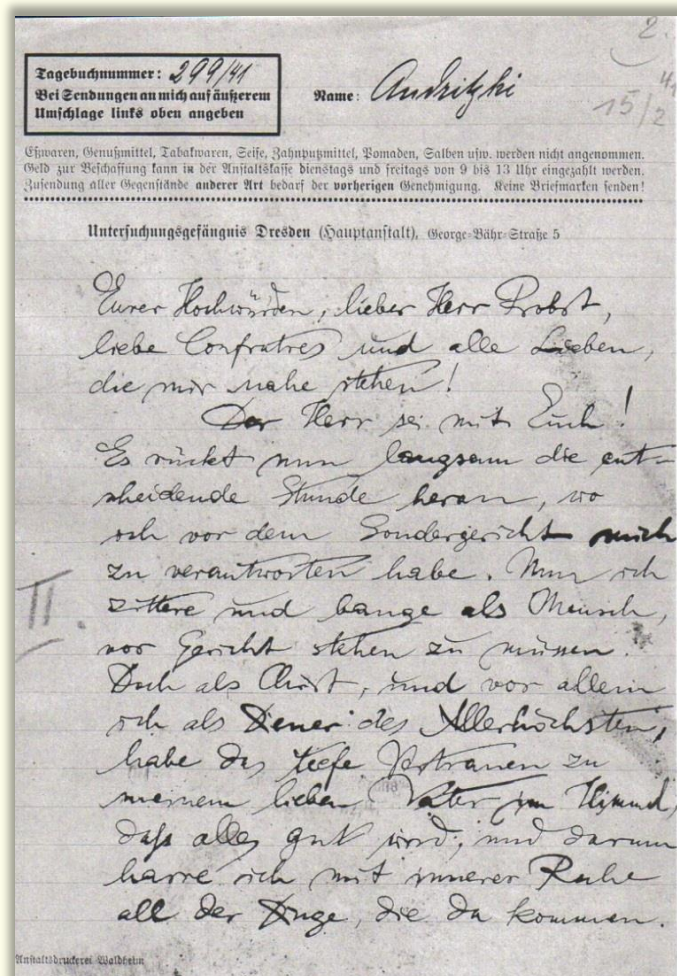 2.
Tagebuchnummer: 299/41
Bei Sendungen an mich auf äußerem
Umschlage links oben angeben
Name: Andritzki
41
15/2
Eßwaren, Genußmittel, Tabakwaren, Seife, Zahnputzmittel, Pomaden, Salben usw. werden nicht angenommen.
Geld zur Beschaffung kann in der Anstaltskasse dienstags und freitags von 9 bis 13 Uhr eingezahlt werden.
Zusendung aller Gegenstände anderer Art bedarf der vorherigen Genehmigung. Keine Briefmarken senden!
Untersuchungsgefängnis Dresden (Hauptanstalt), George-Bähr-Straße 5
Eurer Hochwürden, lieber Herr Probst,
liebe Confratres und alle Lieben,
die mir nahe stehen!
Der Herr sei mit Euch!
Es rückt nun langsam die ent-
scheidende Stunde heran, wo
ich vor dem Sondergericht mich
zu verantworten habe. Nun ich
II.
zittere und bange als Mensch,
vor Gericht stehen zu müssen.
Doch als Christ, und vor allem
ich als Diener des Allerhöchsten,
habe das tiefe Vertrauen zu
meinem lieben Vater im Himmel,
daß alles gut wird; und darum
harre ich mit innerer Ruhe
all der Dinge, die da kommen.
Anstaltsdruckerei Waldheim